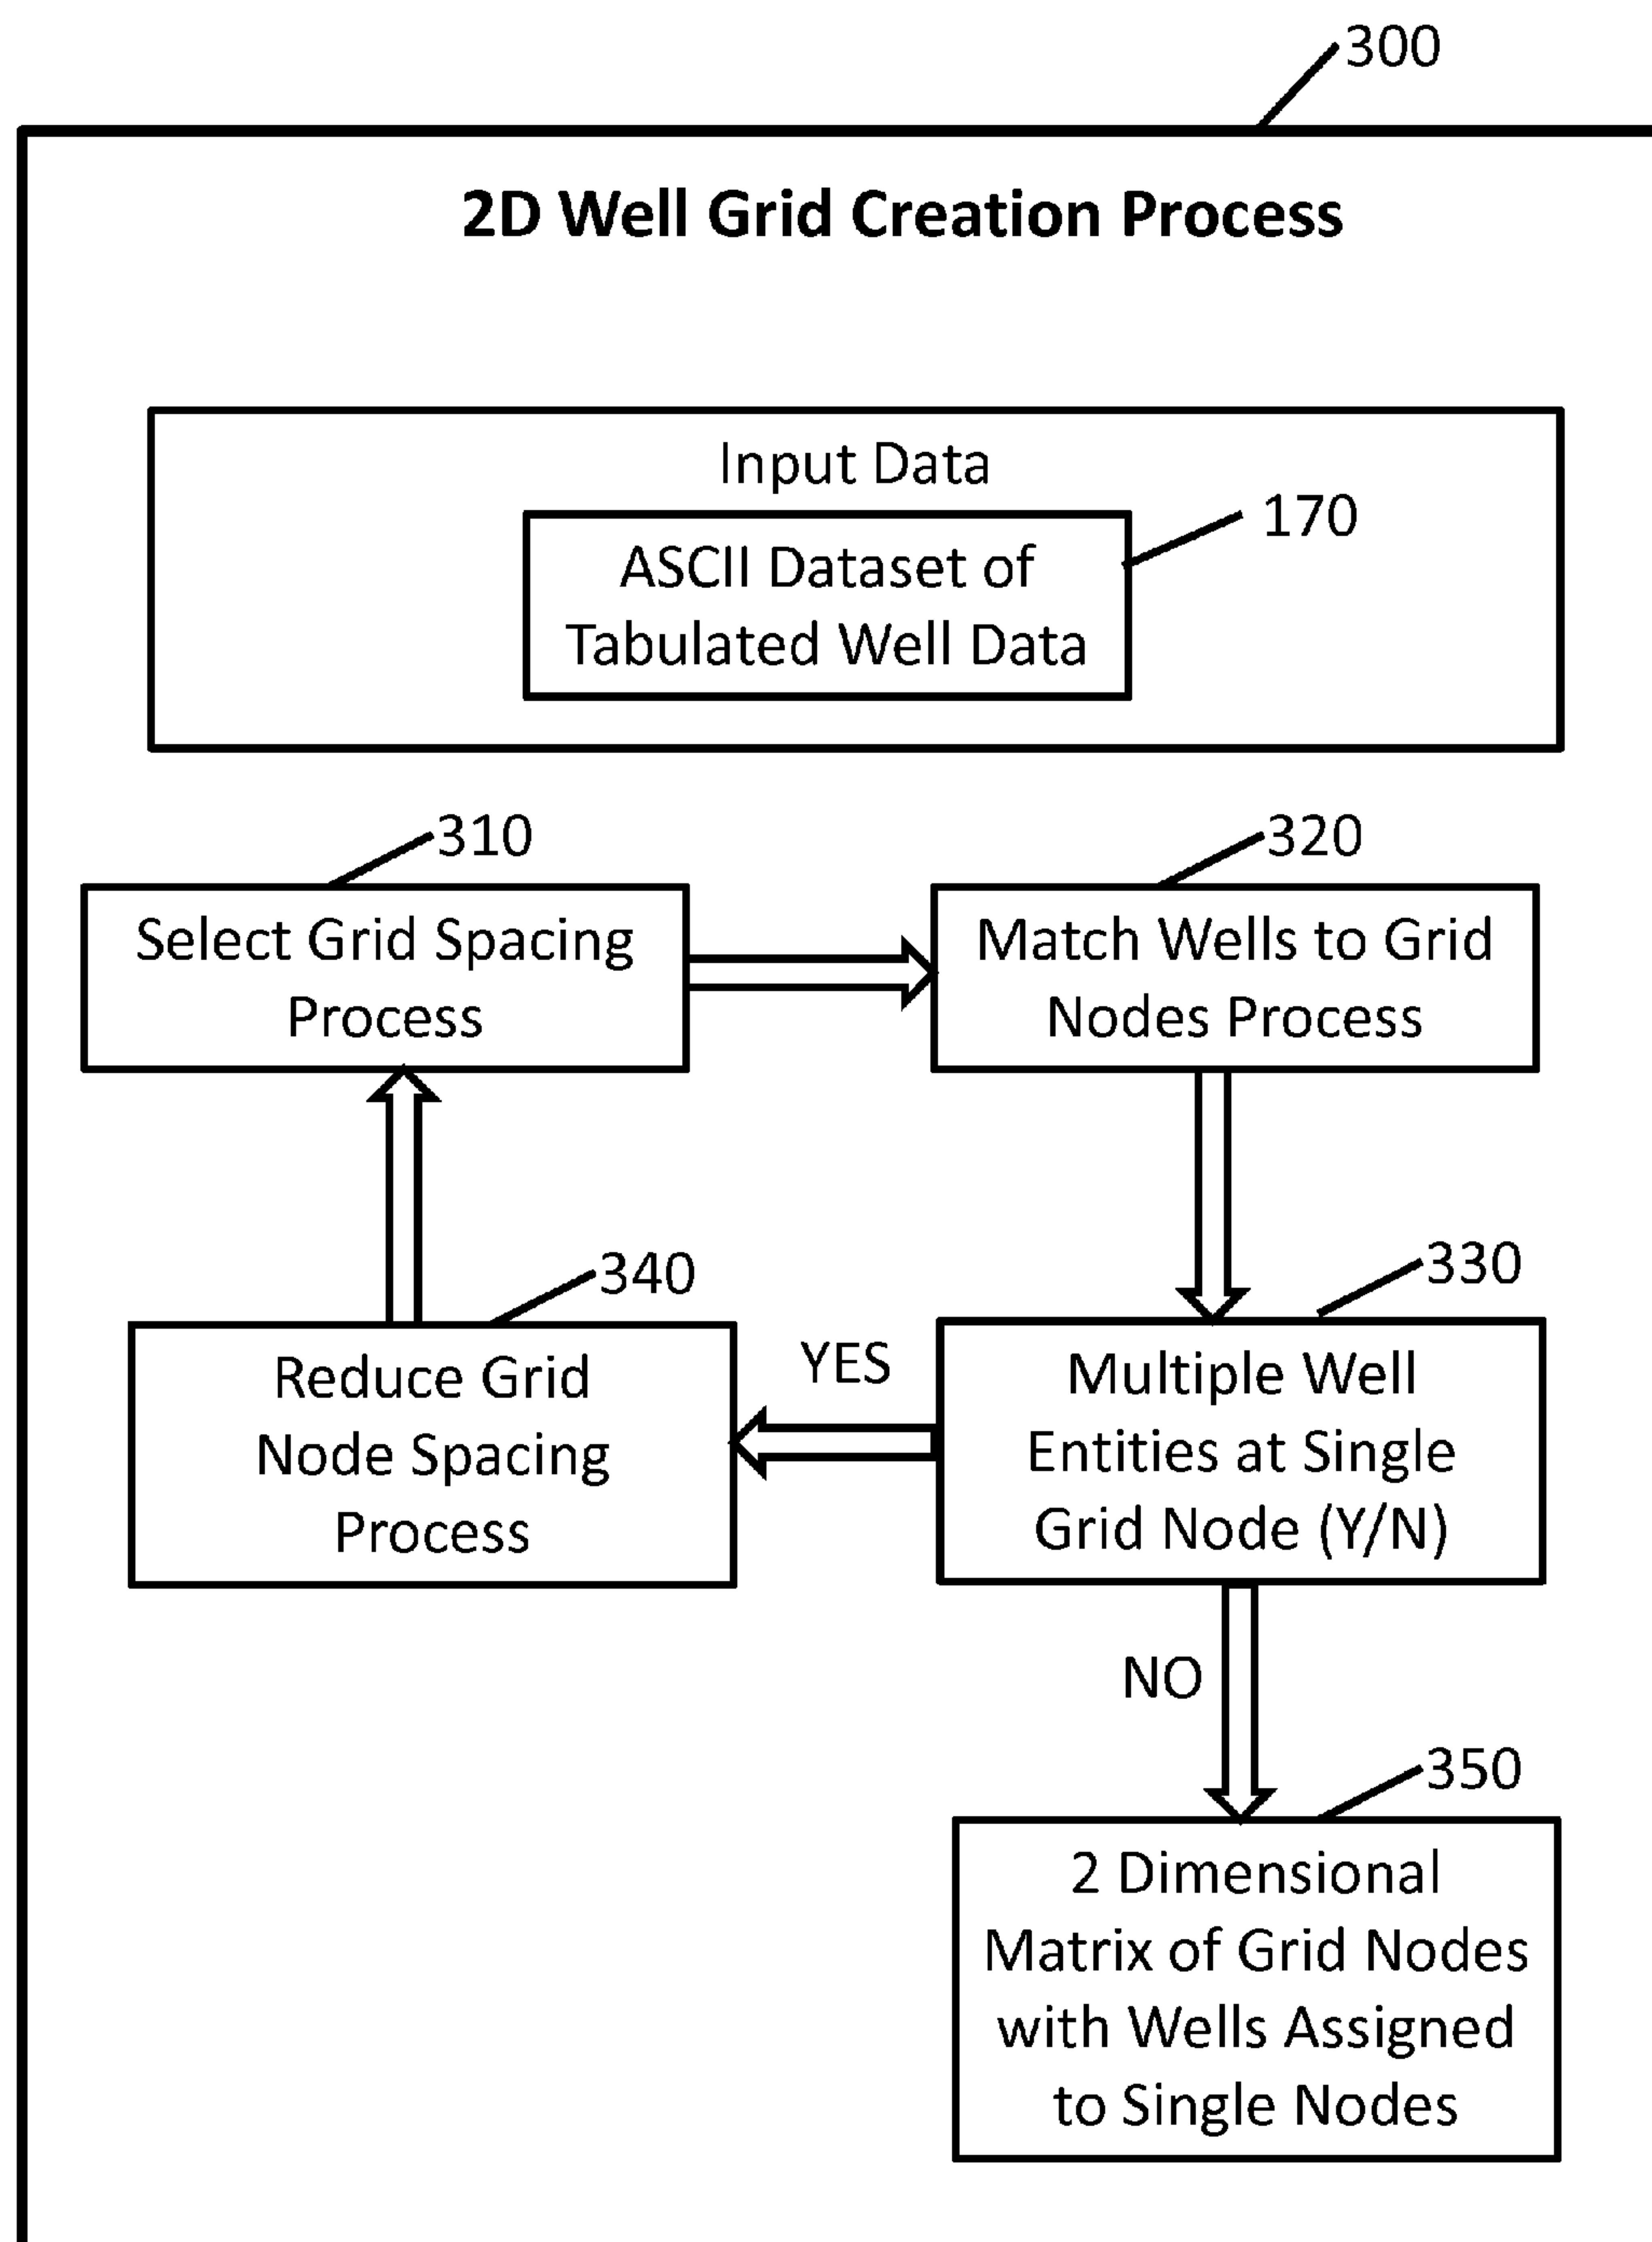 300
2D Well Grid Creation Process
Input Data
170
ASCII Dataset of
Tabulated Well Data
310
Select Grid Spacing
Process
320
Match Wells to Grid
Nodes Process
340
Reduce Grid
Node Spacing
Process
YES
330
Multiple Well
Entities at Single
Grid Node (Y/N)
NO
350
2 Dimensional
Matrix of Grid Nodes
with Wells Assigned
to Single Nodes